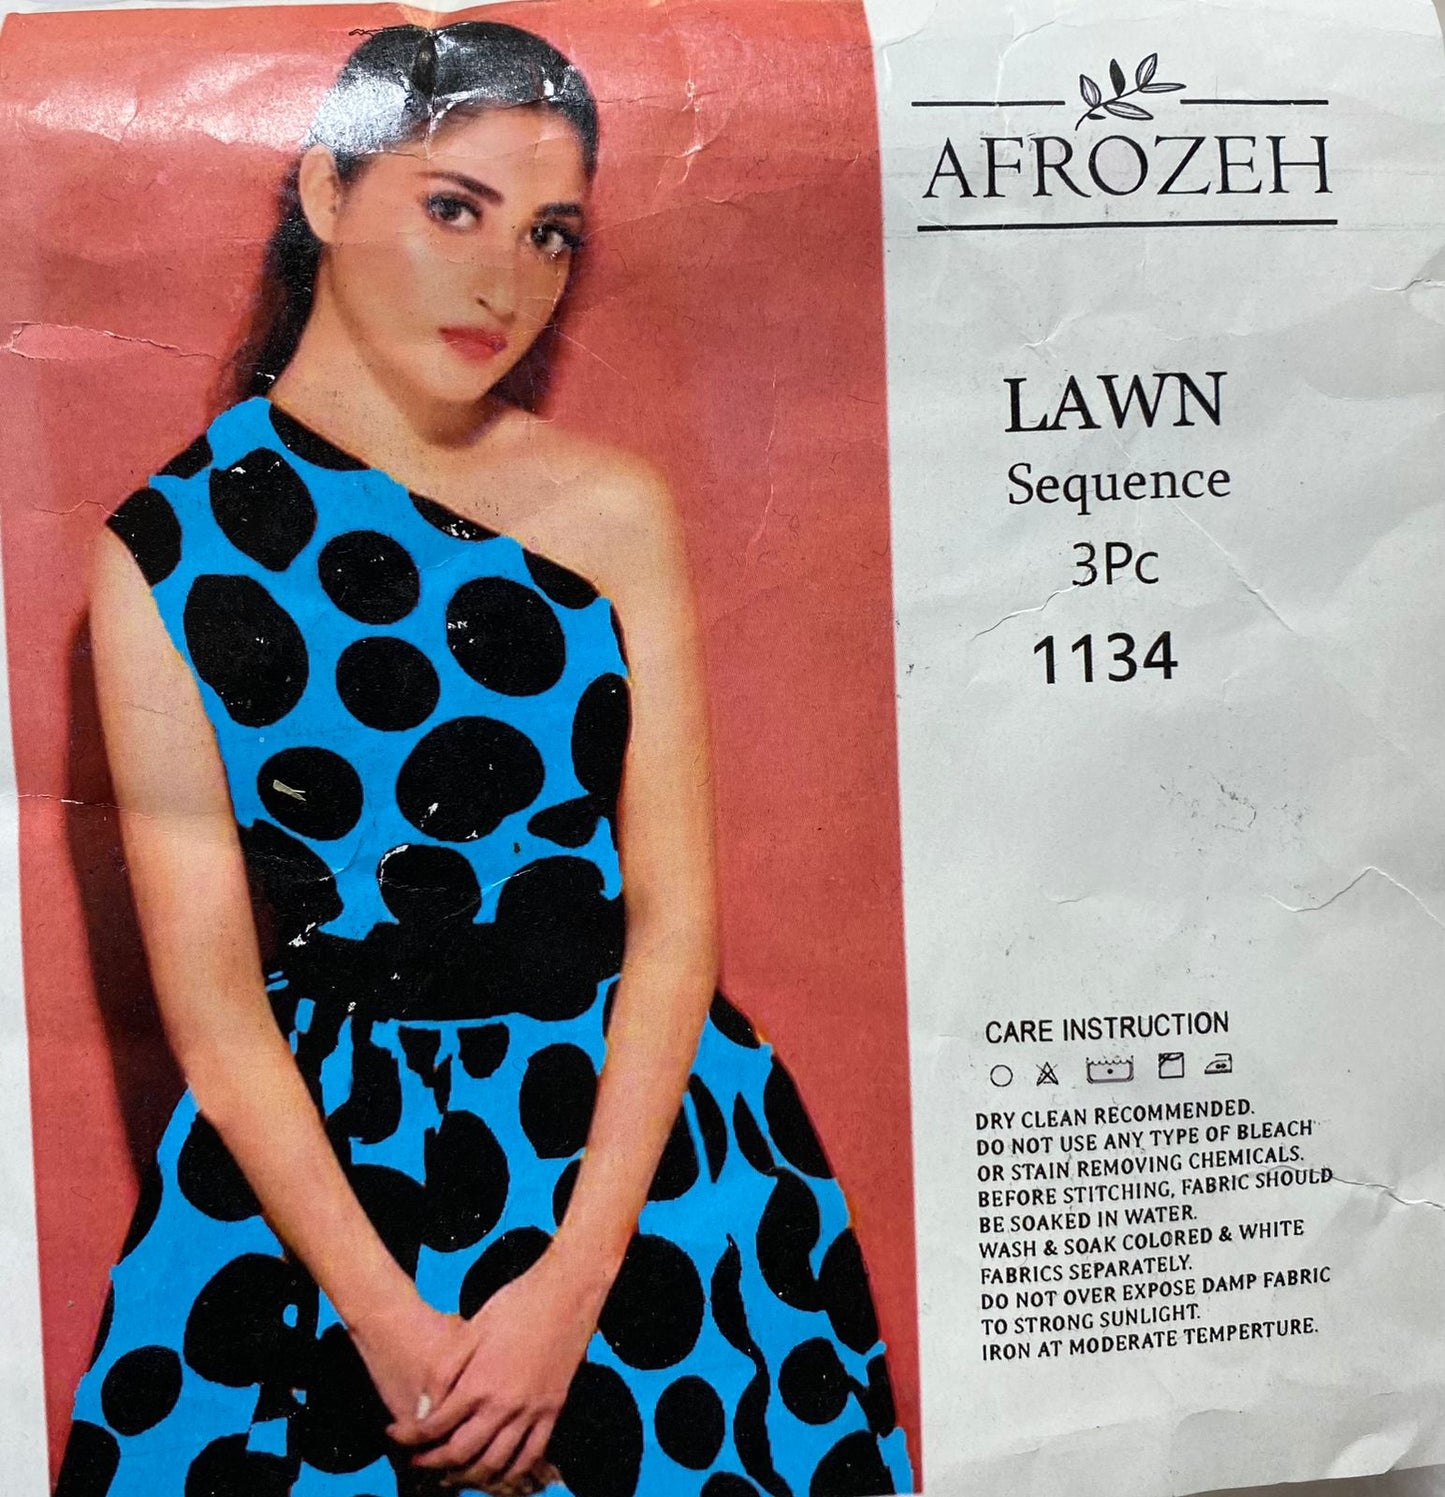 AFROZEH
LAWN
Sequence
3Pc
1134
CARE INSTRUCTION
DRY CLEAN RECOMMENDED.
DO NOT USE ANY TYPE OF BLEACH
OR STAIN REMOVING CHEMICALS.
BEFORE STITCHING, FABRIC SHOULD
BE SOAKED IN WATER.
WASH & SOAK COLORED & WHITE
FABRICS SEPARATELY.
DO NOT OVER EXPOSE DAMP FABRIC
TO STRONG SUNLIGHT.
IRON AT MODERATE TEMPERTURE.